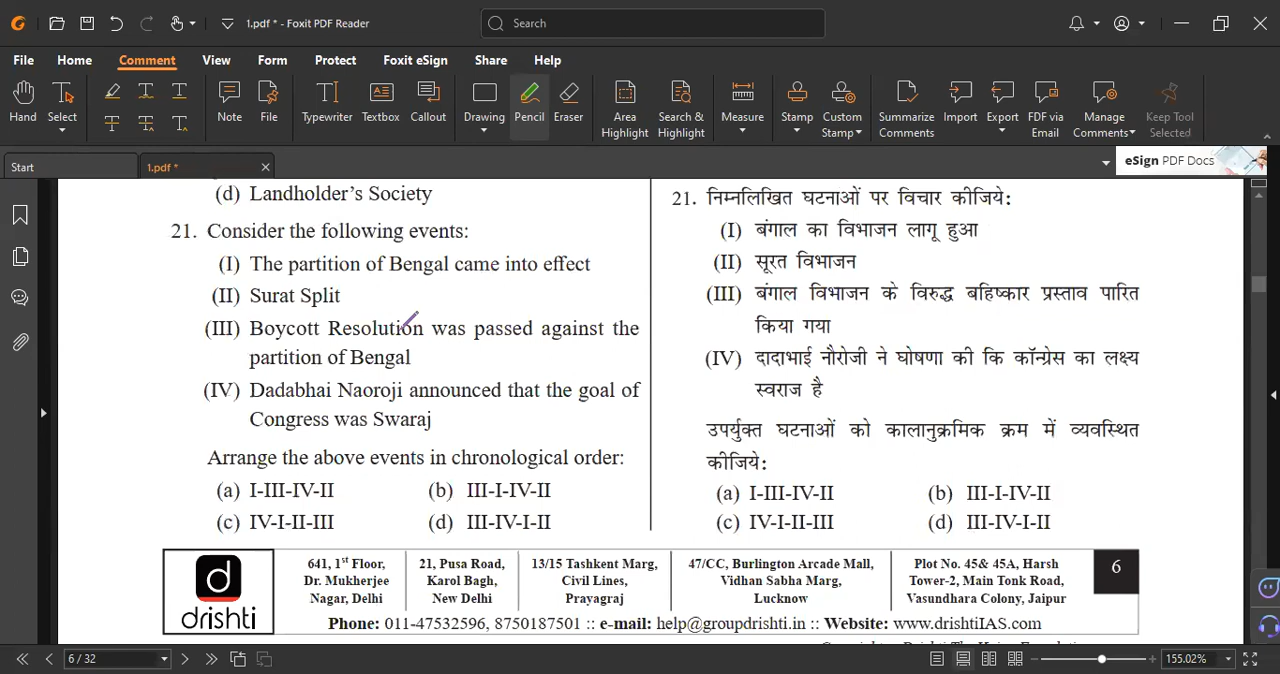 1.pdf * - Foxit PDF Reader
Search
File Home Comment View Form Protect Foxit eSign Share Help
Hand Select Note File Typewriter Textbox Callout Drawing Pencil Eraser Area Highlight Search & Highlight Measure Stamp Custom Stamp Summarize Comments Import Export FDF via Email Manage Comments Keep Tool Selected
Start 1.pdf * eSign PDF Docs
(d) Landholder's Society
21. Consider the following events:
(I) The partition of Bengal came into effect
(II) Surat Split
(III) Boycott Resolution was passed against the
partition of Bengal
(IV) Dadabhai Naoroji announced that the goal of
Congress was Swaraj
Arrange the above events in chronological order:
(a) I-III-IV-II (b) III-I-IV-II
(c) IV-I-II-III (d) III-IV-I-II
21. निम्नलिखित घटनाओं पर विचार कीजिये:
(I) बंगाल का विभाजन लागू हुआ
(II) सूरत विभाजन
(III) बंगाल विभाजन के विरुद्ध बहिष्कार प्रस्ताव पारित
किया गया
(IV) दादाभाई नौरोजी ने घोषणा की कि कॉन्ग्रेस का लक्ष्य
स्वराज है
उपर्युक्त घटनाओं को कालानुक्रमिक क्रम में व्यवस्थित
कीजिये:
(a) I-III-IV-II (b) III-I-IV-II
(c) IV-I-II-III (d) III-IV-I-II
d
drishti
641, 1st Floor,
Dr. Mukherjee
Nagar, Delhi
21, Pusa Road,
Karol Bagh,
New Delhi
13/15 Tashkent Marg,
Civil Lines,
Prayagraj
47/CC, Burlington Arcade Mall,
Vidhan Sabha Marg,
Lucknow
Plot No. 45& 45A, Harsh
Tower-2, Main Tonk Road,
Vasundhara Colony, Jaipur
6
Phone: 011-47532596, 8750187501 :: e-mail: help@groupdrishti.in :: Website: www.drishtiIAS.com
6 / 32
155.02%